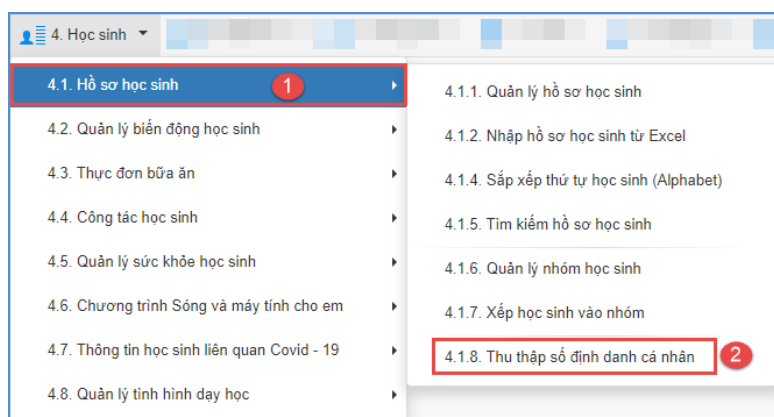 4. Học sinh
4.1. Hồ sơ học sinh
1
4.2. Quản lý biến động học sinh
4.3. Thực đơn bữa ăn
4.4. Công tác học sinh
4.5. Quản lý sức khỏe học sinh
4.6. Chương trình Sóng và máy tính cho em
4.7. Thông tin học sinh liên quan Covid - 19
4.8. Quản lý tình hình dạy học
4.1.1. Quản lý hồ sơ học sinh
4.1.2. Nhập hồ sơ học sinh từ Excel
4.1.4. Sắp xếp thứ tự học sinh (Alphabet)
4.1.5. Tìm kiếm hồ sơ học sinh
4.1.6. Quản lý nhóm học sinh
4.1.7. Xếp học sinh vào nhóm
4.1.8. Thu thập số định danh cá nhân
2